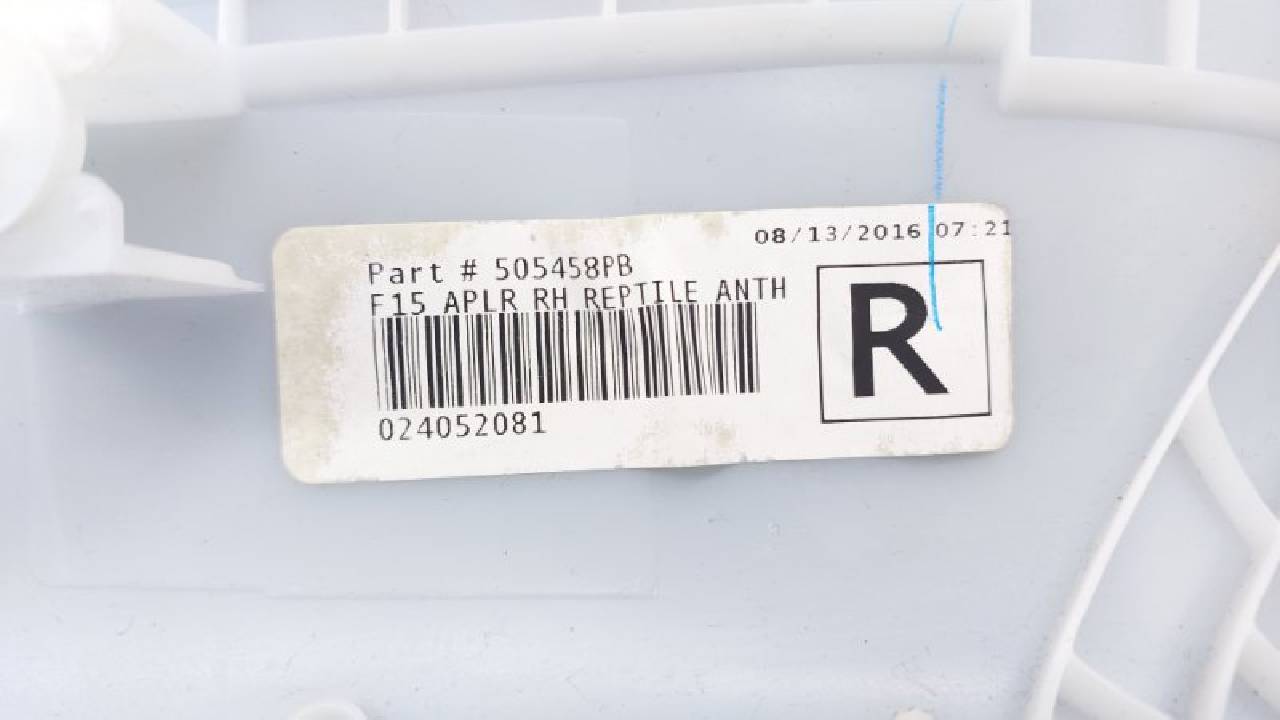 08/13/2016 07:21
Part # 505458PB
F15 APLR RH REPTILE ANTH
R
024052081